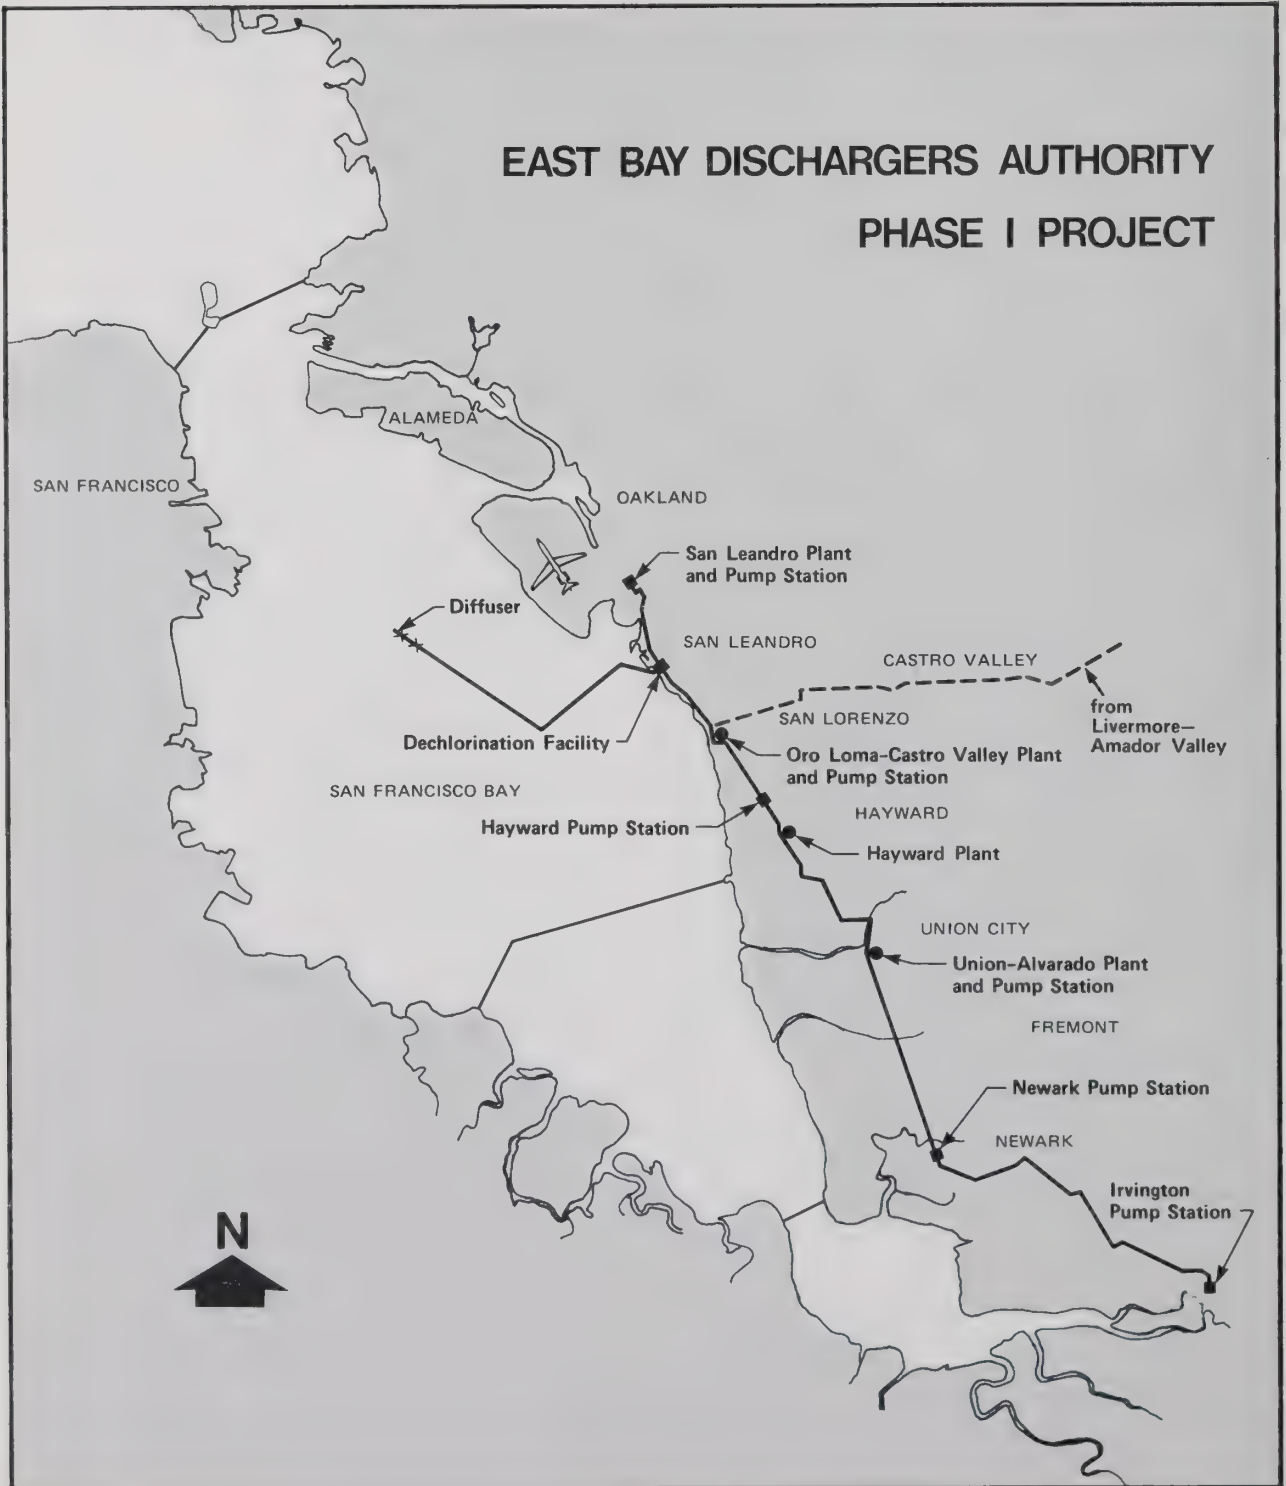 EAST BAY DISCHARGERS AUTHORITY
PHASE I PROJECT
ALAMEDA
SAN FRANCISCO
OAKLAND
San Leandro Plant
and Pump Station
Diffuser
SAN LEANDRO
CASTRO VALLEY
from
Livermore—
Amador Valley
SAN LORENZO
Dechlorination Facility
Oro Loma-Castro Valley Plant
and Pump Station
SAN FRANCISCO BAY
HAYWARD
Hayward Pump Station
Hayward Plant
UNION CITY
Union-Alvarado Plant
and Pump Station
FREMONT
Newark Pump Station
NEWARK
Irvington
Pump Station
N